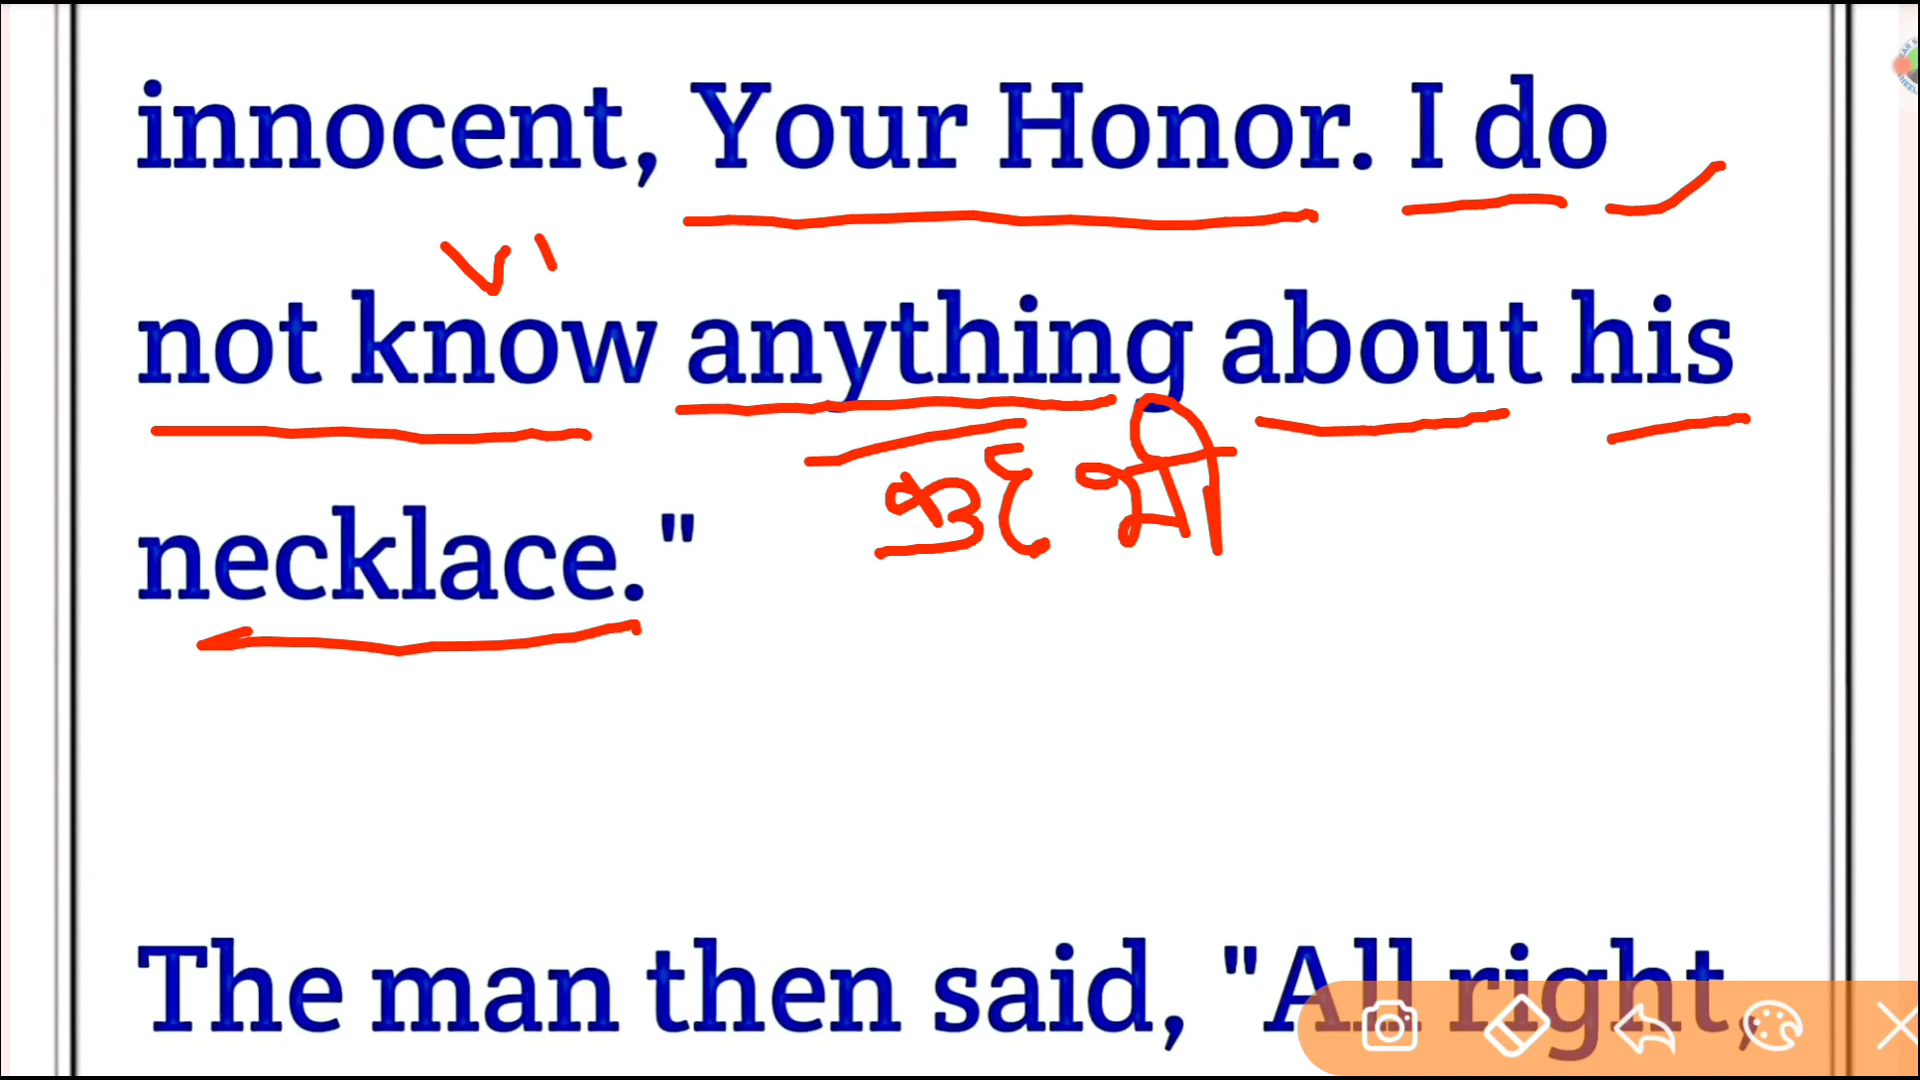 innocent, Your Honor. I do
not know anything about his
necklace."
कुछ भी
The man then said, "All right,